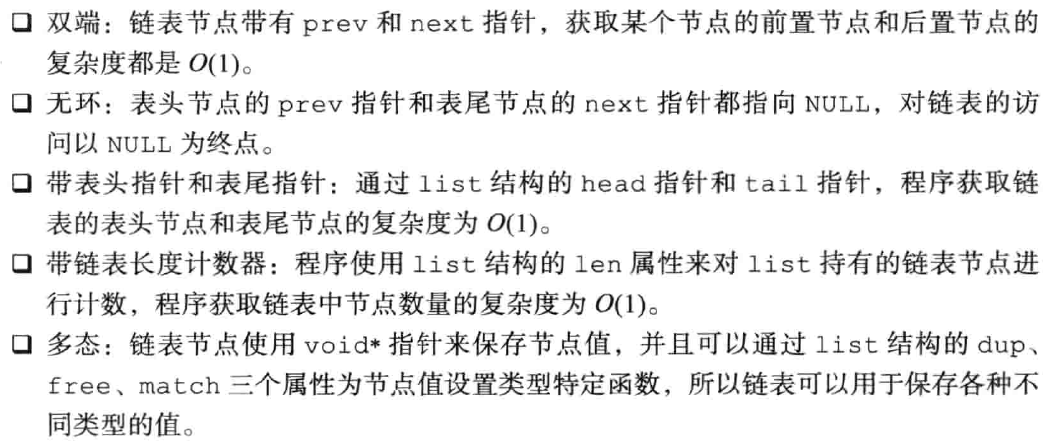 ❑ 双端：链表节点带有 prev 和 next 指针，获取某个节点的前置节点和后置节点的
复杂度都是 O(1)。
❑ 无环：表头节点的 prev 指针和表尾节点的 next 指针都指向 NULL，对链表的访
问以 NULL 为终点。
❑ 带表头指针和表尾指针：通过 list 结构的 head 指针和 tail 指针，程序获取链
表的表头节点和表尾节点的复杂度为 O(1)。
❑ 带链表长度计数器：程序使用 list 结构的 len 属性来对 list 持有的链表节点进
行计数，程序获取链表中节点数量的复杂度为 O(1)。
❑ 多态：链表节点使用 void* 指针来保存节点值，并且可以通过 list 结构的 dup、
free、match 三个属性为节点值设置类型特定函数，所以链表可以用于保存各种不
同类型的值。